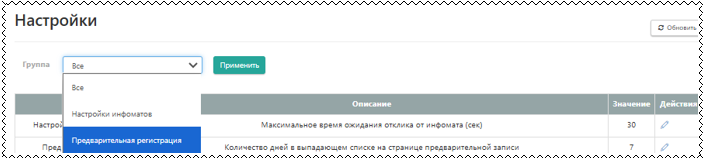 Настройки
Обновить
Группа Все Применить
Все
Настройки инфоматов
Предварительная регистрация
Описание Значение Действия
Настрой Максимальное время ожидания отклика от инфомата (сек) 30
Пред Количество дней в выпадающем списке на странице предварительной записи 7